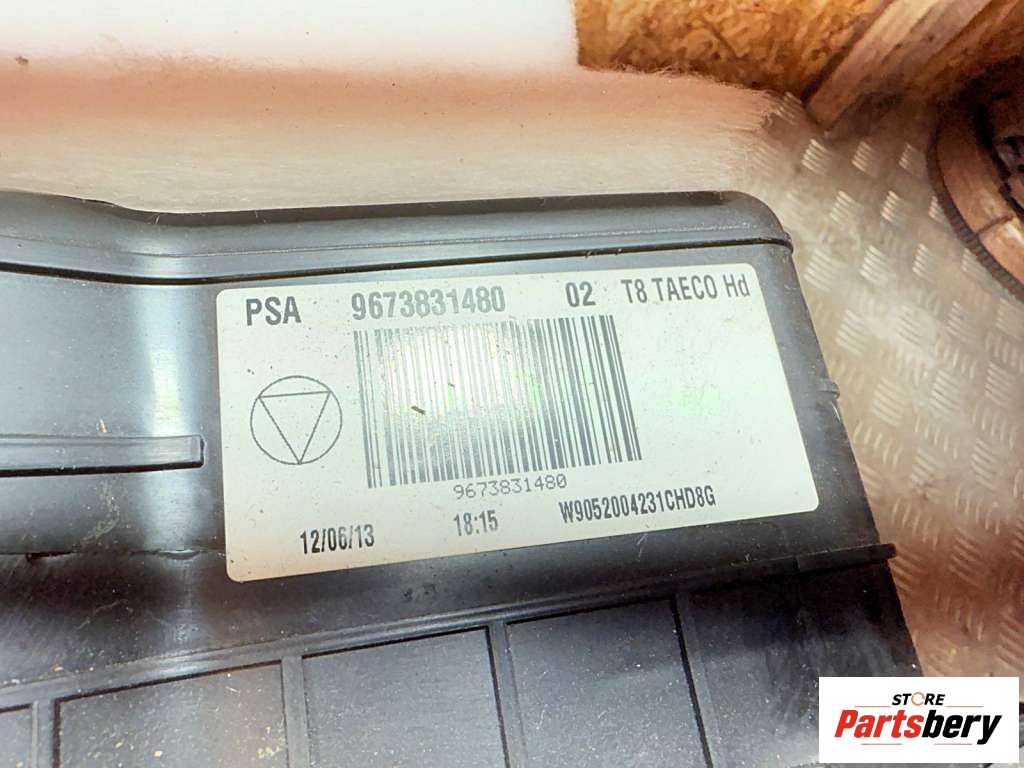 PSA 9673831480 02 T8 TAECO Hd
9673831480
12/06/13 18:15 W9052004231CHD8G
STORE
Partsbery